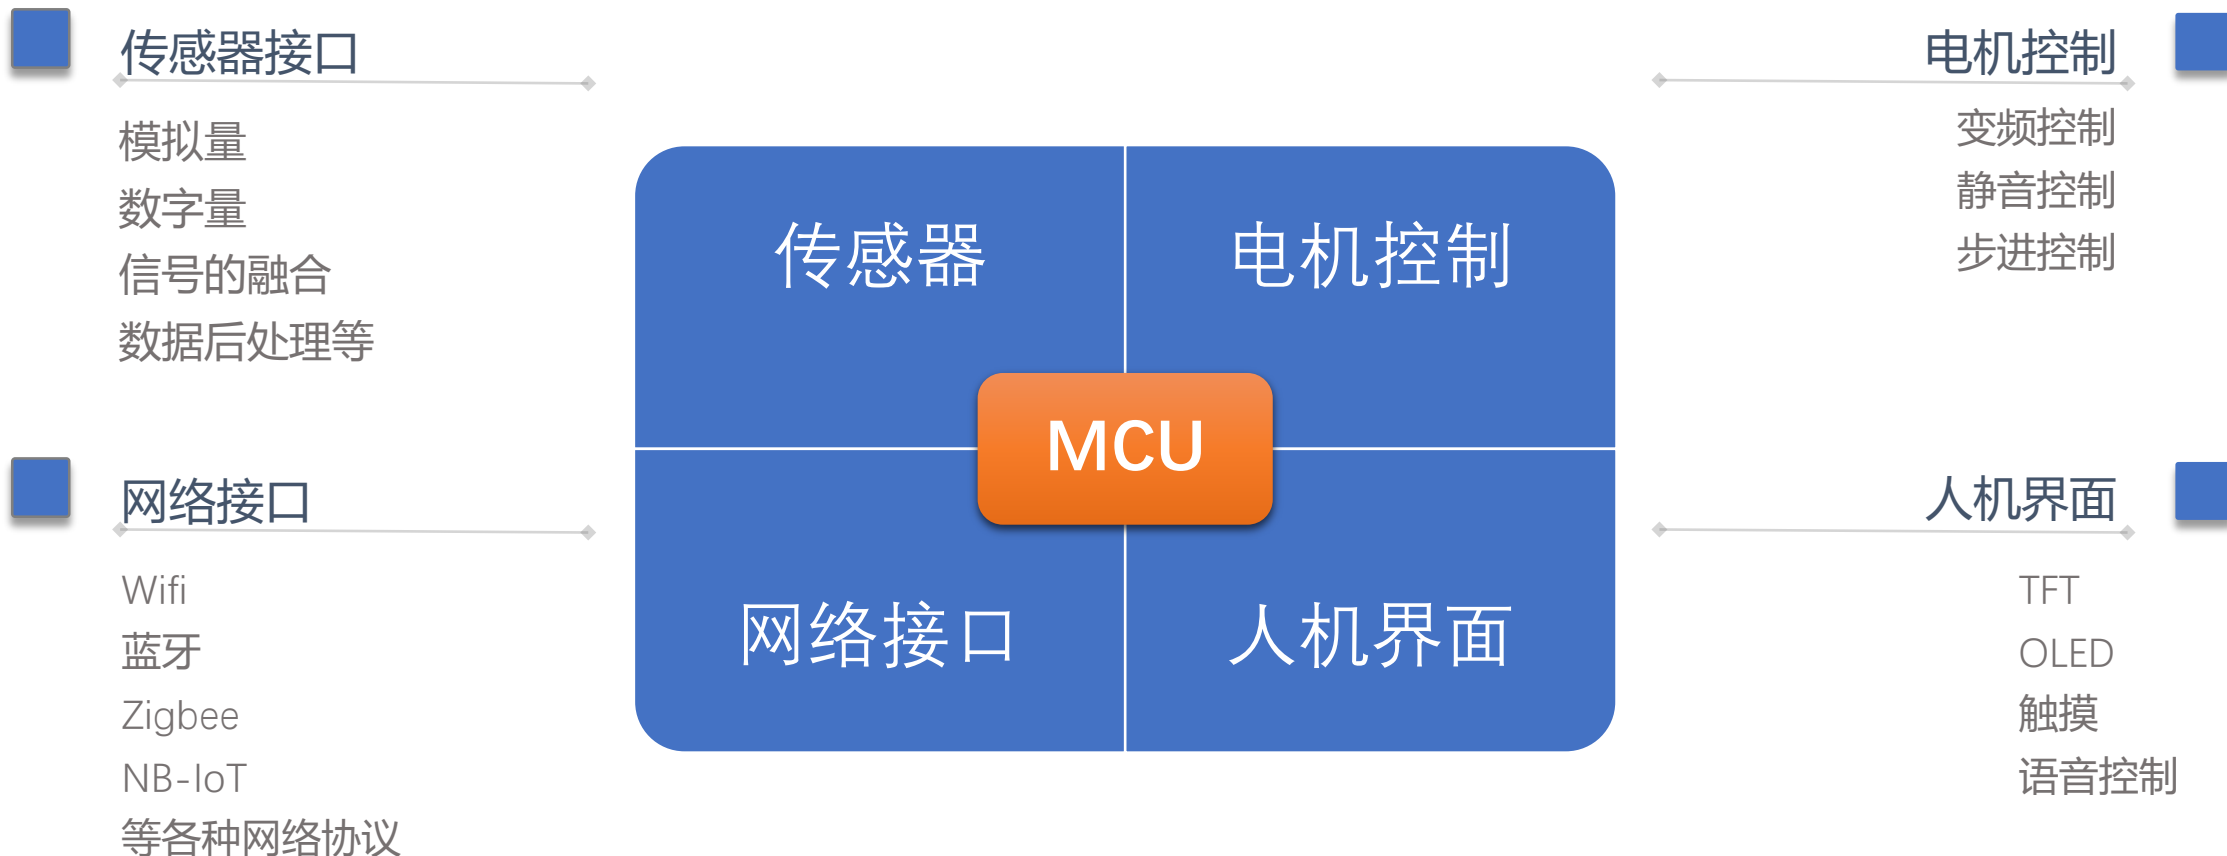 传感器接口
模拟量
数字量
信号的融合
数据后处理等
电机控制
变频控制
静音控制
步进控制
传感器
电机控制
MCU
网络接口
人机界面
网络接口
Wifi
蓝牙
Zigbee
NB-IoT
等各种网络协议
人机界面
TFT
OLED
触摸
语音控制